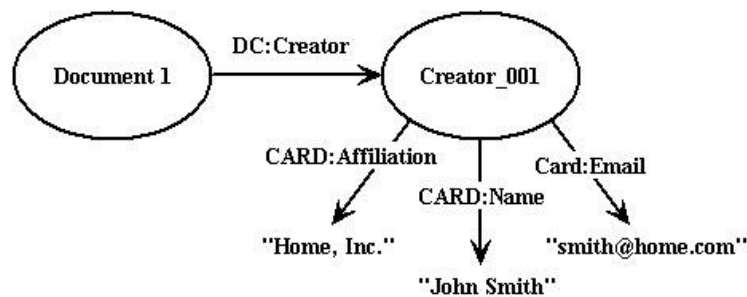 DC:Creator
Document 1
Creator_001
CARD:Affiliation
Card:Email
CARD:Name
"Home, Inc."
"smith@home.com"
"John Smith"